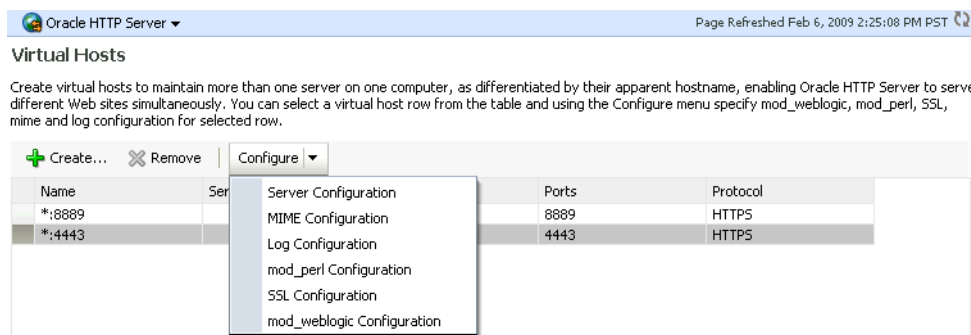 Oracle HTTP Server
Page Refreshed Feb 6, 2009 2:25:08 PM PST
Virtual Hosts
Create virtual hosts to maintain more than one server on one computer, as differentiated by their apparent hostname, enabling Oracle HTTP Server to serve
different Web sites simultaneously. You can select a virtual host row from the table and using the Configure menu specify mod_weblogic, mod_perl, SSL,
mime and log configuration for selected row.
Create... Remove Configure
Name Ser Ports Protocol
*:8889 8889 HTTPS
*:4443 4443 HTTPS
Server Configuration
MIME Configuration
Log Configuration
mod_perl Configuration
SSL Configuration
mod_weblogic Configuration